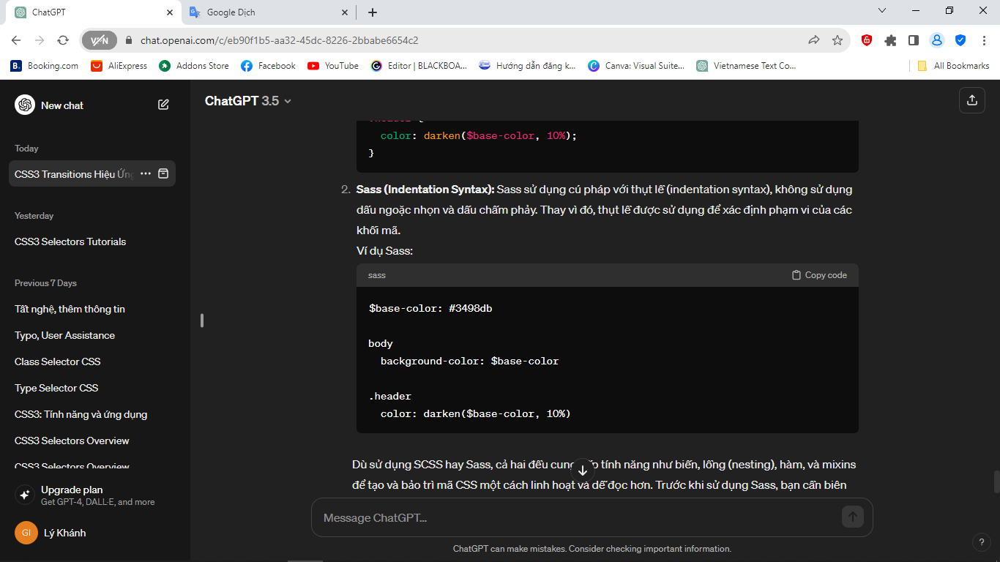 ChatGPT
Google Dịch
VPN
chat.openai.com/c/eb90f1b5-aa32-45dc-8226-2bbabe6654c2
B. Booking.com
AliExpress
Addons Store
Facebook
YouTube
Editor | BLACKBOA...
Hướng dẫn đăng k...
Canva: Visual Suite...
Vietnamese Text Co...
All Bookmarks
New chat
Today
CSS3 Transitions Hiệu Ứng
Yesterday
CSS3 Selectors Tutorials
Previous 7 Days
Tất nghệ, thêm thông tin
Typo, User Assistance
Class Selector CSS
Type Selector CSS
CSS3: Tính năng và ứng dụng
CSS3 Selectors Overview
CSS3 Selectors Overview
Upgrade plan
Get GPT-4, DALL·E, and more
GI
Lý Khánh
ChatGPT 3.5
.header {
color: darken($base-color, 10%);
}
2. Sass (Indentation Syntax): Sass sử dụng cú pháp với thụt lề (indentation syntax), không sử dụng
dấu ngoặc nhọn và dấu chấm phảy. Thay vì đó, thụt lề được sử dụng để xác định phạm vi của các
khối mã.
Ví dụ Sass:
sass
Copy code
$base-color: #3498db
body
background-color: $base-color
.header
color: darken($base-color, 10%)
Dù sử dụng SCSS hay Sass, cả hai đều cung cấp tính năng như biến, lồng (nesting), hàm, và mixins
để tạo và bảo trì mã CSS một cách linh hoạt và dễ đọc hơn. Trước khi sử dụng Sass, bạn cần biên
Message ChatGPT...
ChatGPT can make mistakes. Consider checking important information.
?